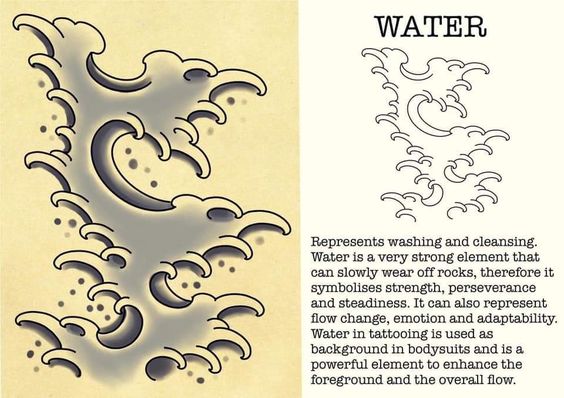 WATER
Represents washing and cleansing.
Water is a very strong element that
can slowly wear off rocks, therefore it
symbolises strength, perseverance
and steadiness. It can also represent
flow change, emotion and adaptability.
Water in tattooing is used as
background in bodysuits and is a
powerful element to enhance the
foreground and the overall flow.